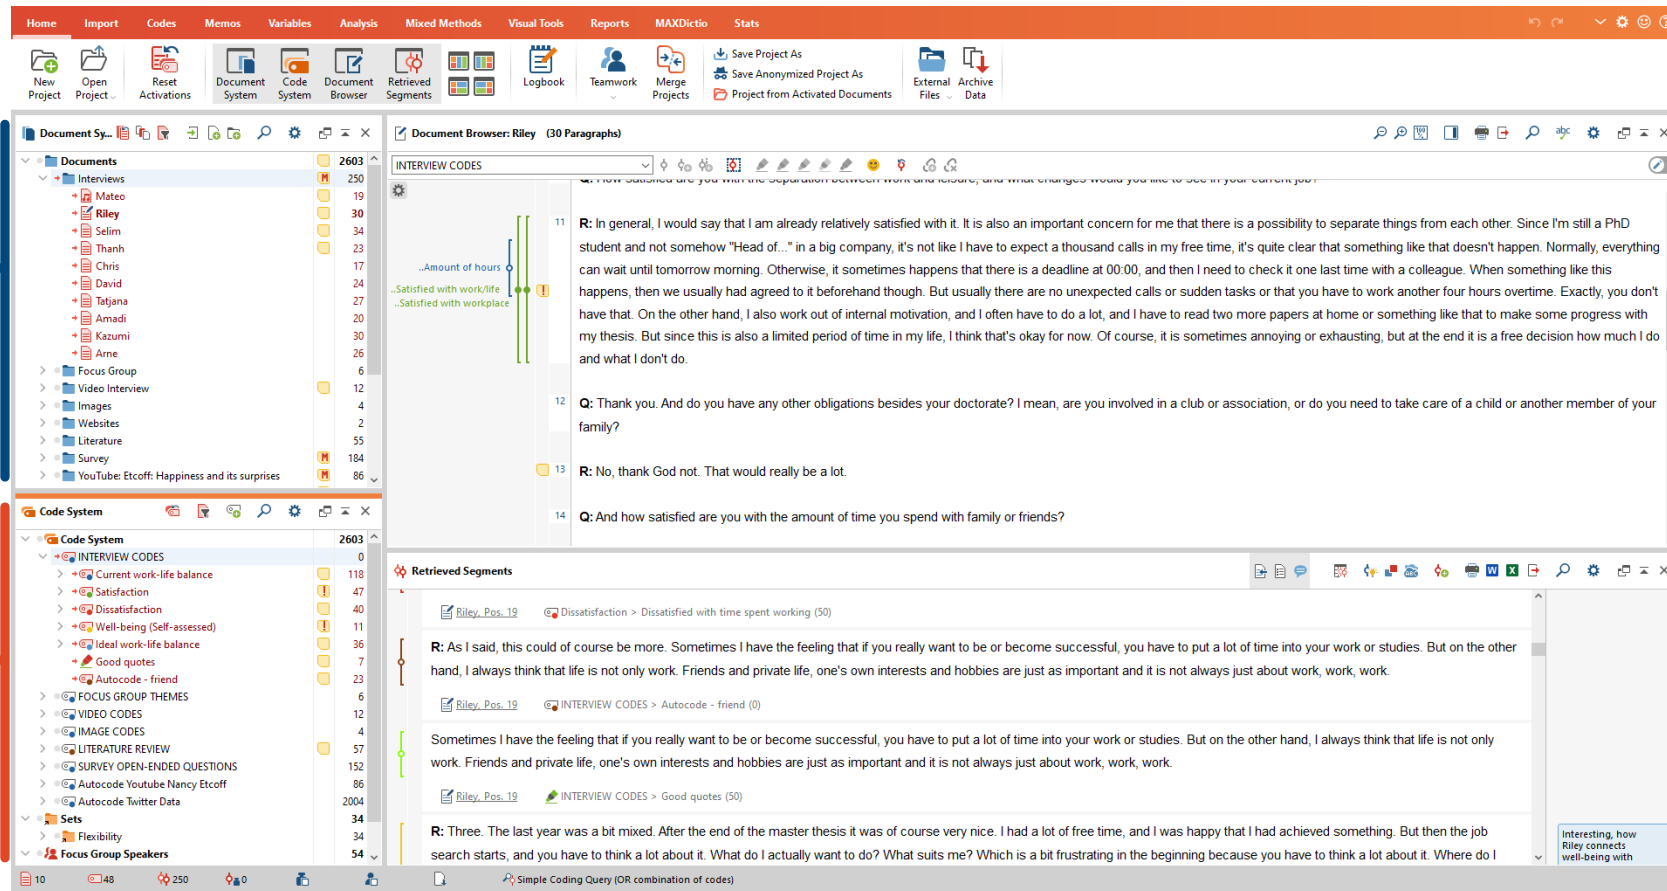 Home Import Codes Memos Variables Analysis Mixed Methods Visual Tools Reports MAXDictio Stats
New Project
Open Project
Reset Activations
Document System
Code System
Document Browser
Retrieved Segments
Logbook
Teamwork
Merge Projects
Save Project As
Save Anonymized Project As
Project from Activated Documents
External Files
Archive Data
Document Sy...
Documents 2603
Interviews M 250
Mateo 19
Riley 30
Selim 34
Thanh 23
Chris 17
David 24
Tatjana 27
Amadi 20
Kazumi 30
Arne 26
Focus Group 6
Video Interview 12
Images 4
Websites 2
Literature 55
Survey M 184
YouTube: Etcoff: Happiness and its surprises M 86
Code System
Code System 2603
INTERVIEW CODES 0
Current work-life balance 118
Satisfaction ! 47
Dissatisfaction 40
Well-being (Self-assessed) ! 11
Ideal work-life balance 36
Good quotes 7
Autocode - friend 23
FOCUS GROUP THEMES 6
VIDEO CODES 12
IMAGE CODES 4
LITERATURE REVIEW 57
SURVEY OPEN-ENDED QUESTIONS 152
Autocode Youtube Nancy Etcoff 86
Autocode Twitter Data 2004
Sets 34
Flexibility 34
Focus Group Speakers 54
Document Browser: Riley (30 Paragraphs)
100 %
abc
INTERVIEW CODES
Q: How satisfied are you with the separation between work and leisure, and what changes would you like to see in your current job?
..Amount of hours
..Satisfied with work/life
..Satisfied with workplace
!
11 R: In general, I would say that I am already relatively satisfied with it. It is also an important concern for me that there is a possibility to separate things from each other. Since I'm still a PhD
student and not somehow "Head of..." in a big company, it's not like I have to expect a thousand calls in my free time, it's quite clear that something like that doesn't happen. Normally, everything
can wait until tomorrow morning. Otherwise, it sometimes happens that there is a deadline at 00:00, and then I need to check it one last time with a colleague. When something like this
happens, then we usually had agreed to it beforehand though. But usually there are no unexpected calls or sudden tasks or that you have to work another four hours overtime. Exactly, you don't
have that. On the other hand, I also work out of internal motivation, and I often have to do a lot, and I have to read two more papers at home or something like that to make some progress with
my thesis. But since this is also a limited period of time in my life, I think that's okay for now. Of course, it is sometimes annoying or exhausting, but at the end it is a free decision how much I do
and what I don't do.
12 Q: Thank you. And do you have any other obligations besides your doctorate? I mean, are you involved in a club or association, or do you need to take care of a child or another member of your
family?
13 R: No, thank God not. That would really be a lot.
14 Q: And how satisfied are you with the amount of time you spend with family or friends?
Retrieved Segments
Riley, Pos. 19 Dissatisfaction > Dissatisfied with time spent working (50)
R: As I said, this could of course be more. Sometimes I have the feeling that if you really want to be or become successful, you have to put a lot of time into your work or studies. But on the other
hand, I always think that life is not only work. Friends and private life, one's own interests and hobbies are just as important and it is not always just about work, work, work.
Riley, Pos. 19 INTERVIEW CODES > Autocode - friend (0)
Sometimes I have the feeling that if you really want to be or become successful, you have to put a lot of time into your work or studies. But on the other hand, I always think that life is not only
work. Friends and private life, one's own interests and hobbies are just as important and it is not always just about work, work, work.
Riley, Pos. 19 INTERVIEW CODES > Good quotes (50)
R: Three. The last year was a bit mixed. After the end of the master thesis it was of course very nice. I had a lot of free time, and I was happy that I had achieved something. But then the job
search starts, and you have to think a lot about it. What do I actually want to do? What suits me? Which is a bit frustrating in the beginning because you have to think a lot about it. Where do I
Interesting, how
Riley connects
well-being with
10 48 250 0 Simple Coding Query (OR combination of codes)